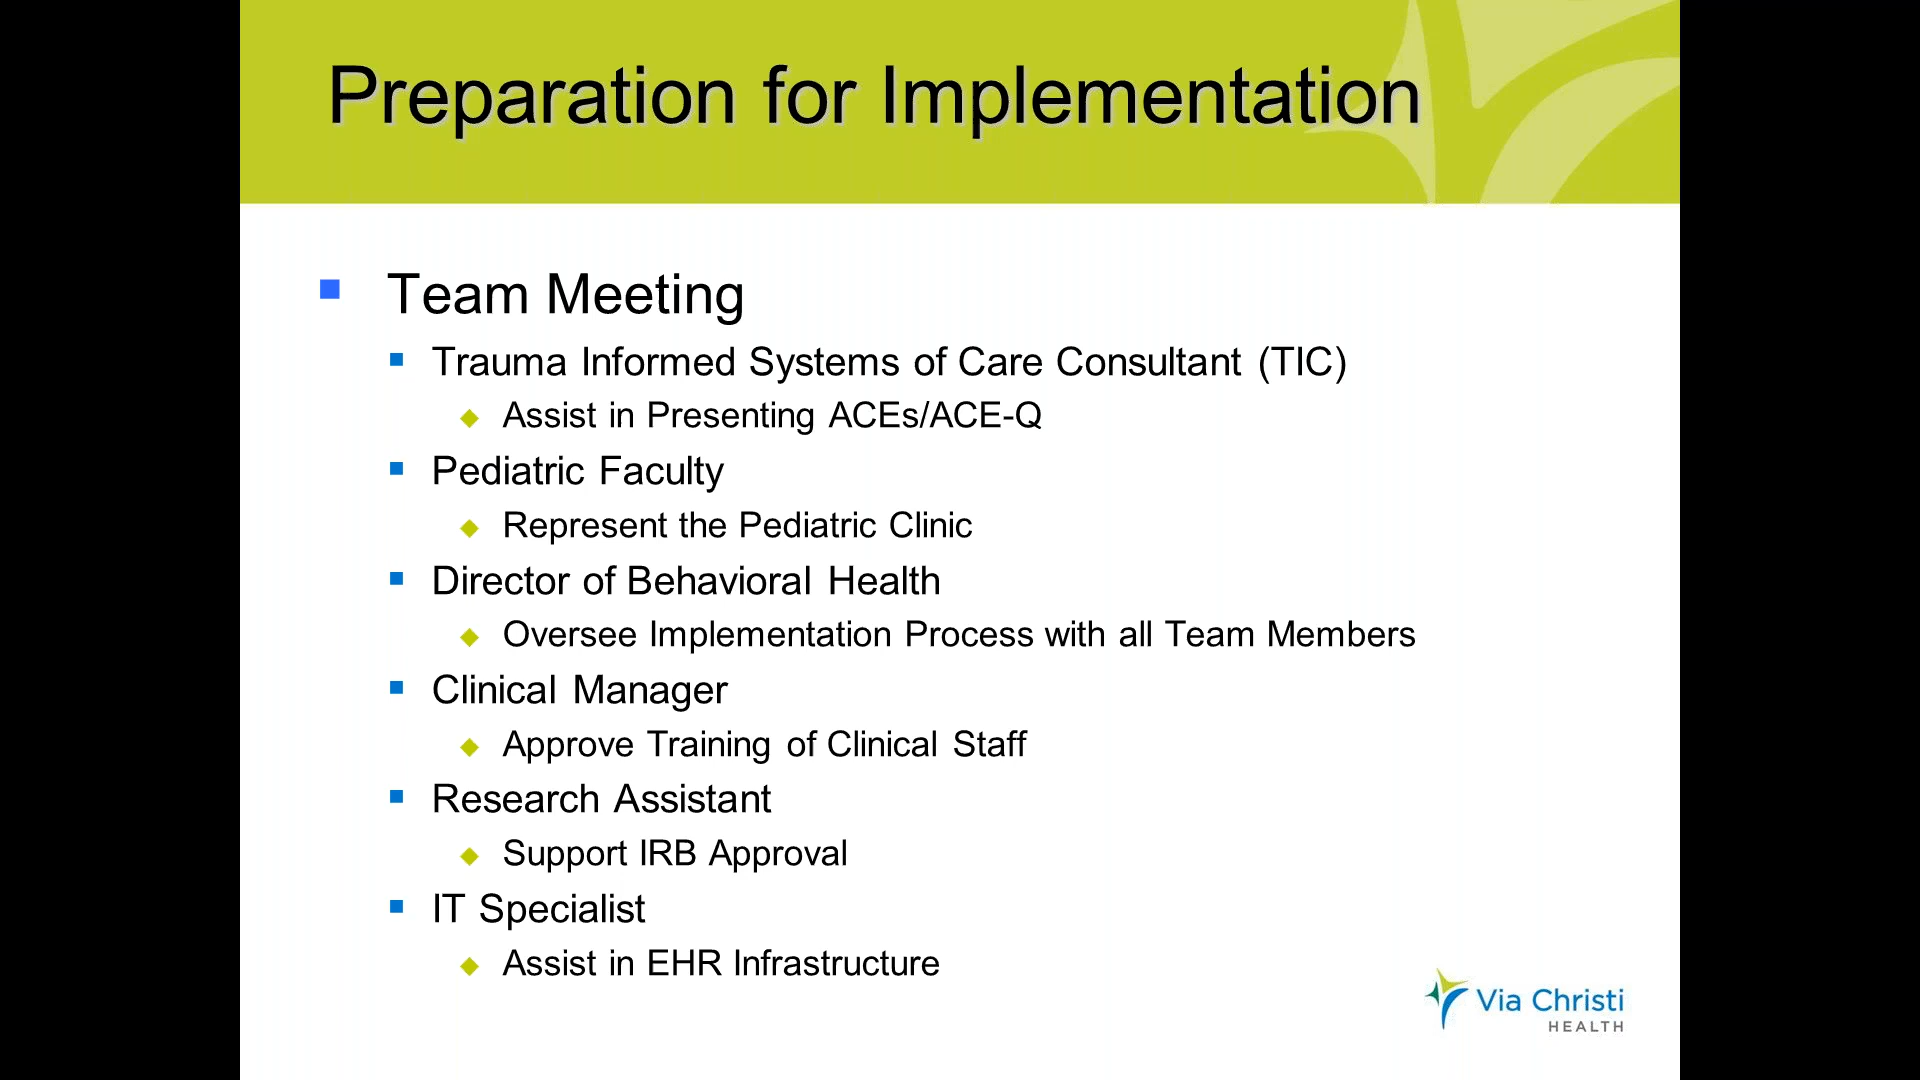 Preparation for Implementation
Team Meeting
Trauma Informed Systems of Care Consultant (TIC)
Assist in Presenting ACEs/ACE-Q
Pediatric Faculty
Represent the Pediatric Clinic
Director of Behavioral Health
Oversee Implementation Process with all Team Members
Clinical Manager
Approve Training of Clinical Staff
Research Assistant
Support IRB Approval
IT Specialist
Assist in EHR Infrastructure
Via Christi
HEALTH